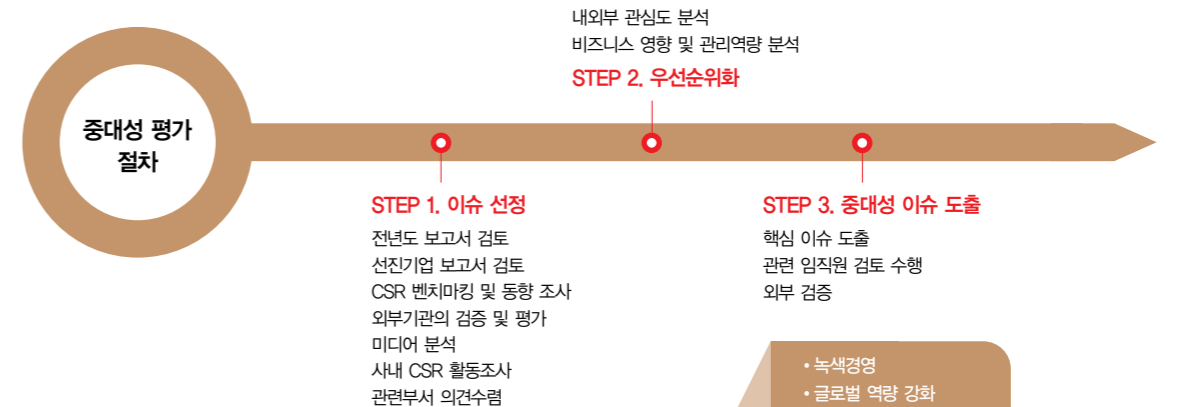 내외부 관심도 분석
비즈니스 영향 및 관리역량 분석
STEP 2. 우선순위화
중대성 평가
절차
STEP 1. 이슈 선정
전년도 보고서 검토
선진기업 보고서 검토
CSR 벤치마킹 및 동향 조사
외부기관의 검증 및 평가
미디어 분석
사내 CSR 활동조사
관련부서 의견수렴
STEP 3. 중대성 이슈 도출
핵심 이슈 도출
관련 임직원 검토 수행
외부 검증
• 녹색경영
• 글로벌 역량 강화